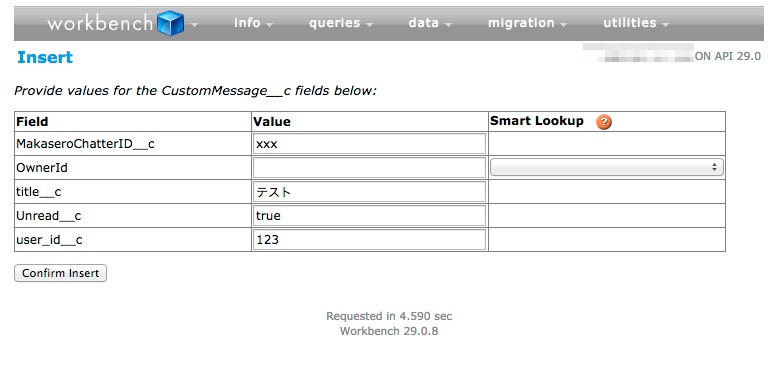 workbench info queries data migration utilities
Insert
ON API 29.0
Provide values for the CustomMessage__c fields below:
Field Value Smart Lookup ?
MakaseroChatterID__c xxx
OwnerId
title__c テスト
Unread__c true
user_id__c 123
Confirm Insert
Requested in 4.590 sec
Workbench 29.0.8